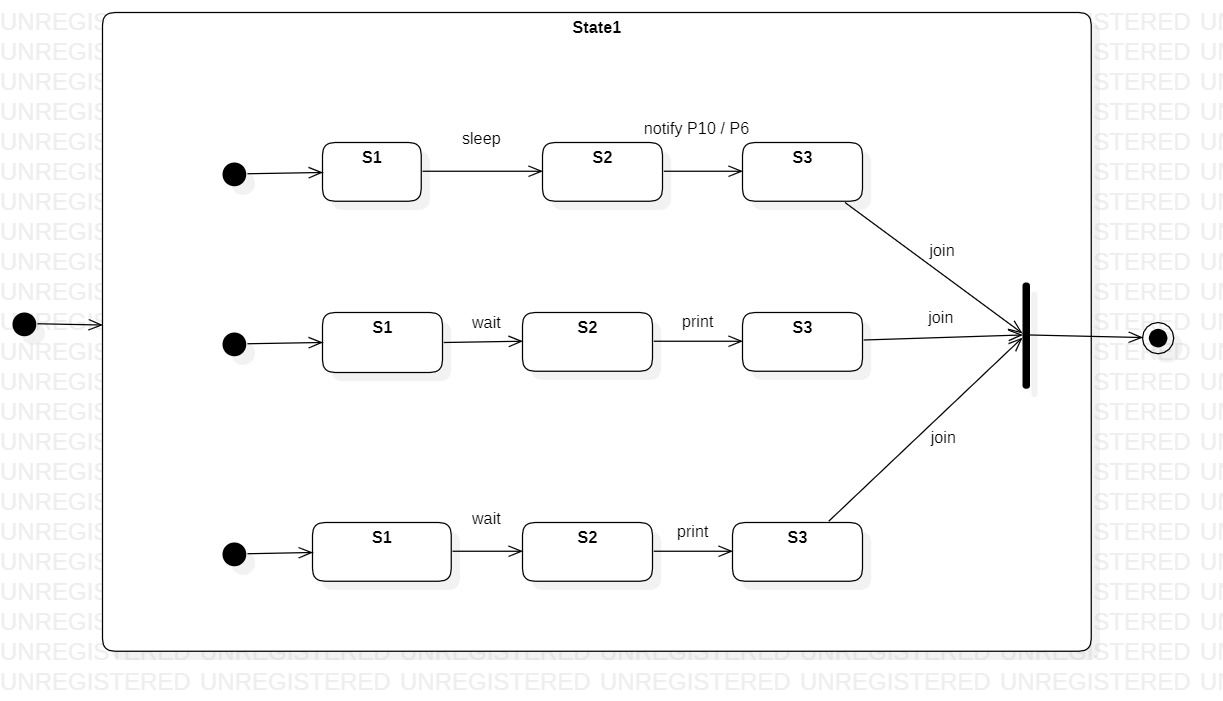 State1
sleep
notify P10 / P6
S1
S2
S3
join
wait
print
join
S1
S2
S3
join
wait
print
S1
S2
S3
UNREGISTERED UNREGISTERED UNREGISTERED UNREGISTERED UNREGISTERED UNREGISTERED